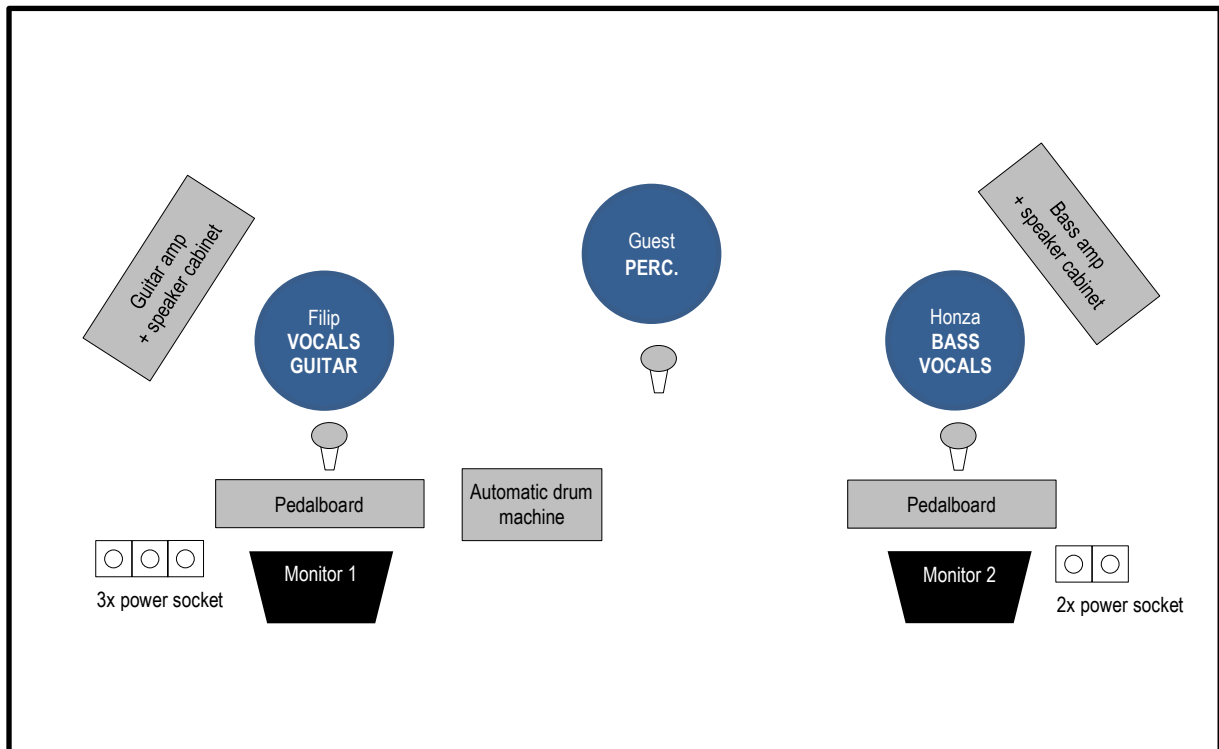 Guitar amp
+ speaker cabinet
Filip
VOCALS
GUITAR
Guest
PERC.
Honza
BASS
VOCALS
Bass amp
+ speaker cabinet
Pedalboard
Automatic drum
machine
Pedalboard
Monitor 1
Monitor 2
3x power socket
2x power socket